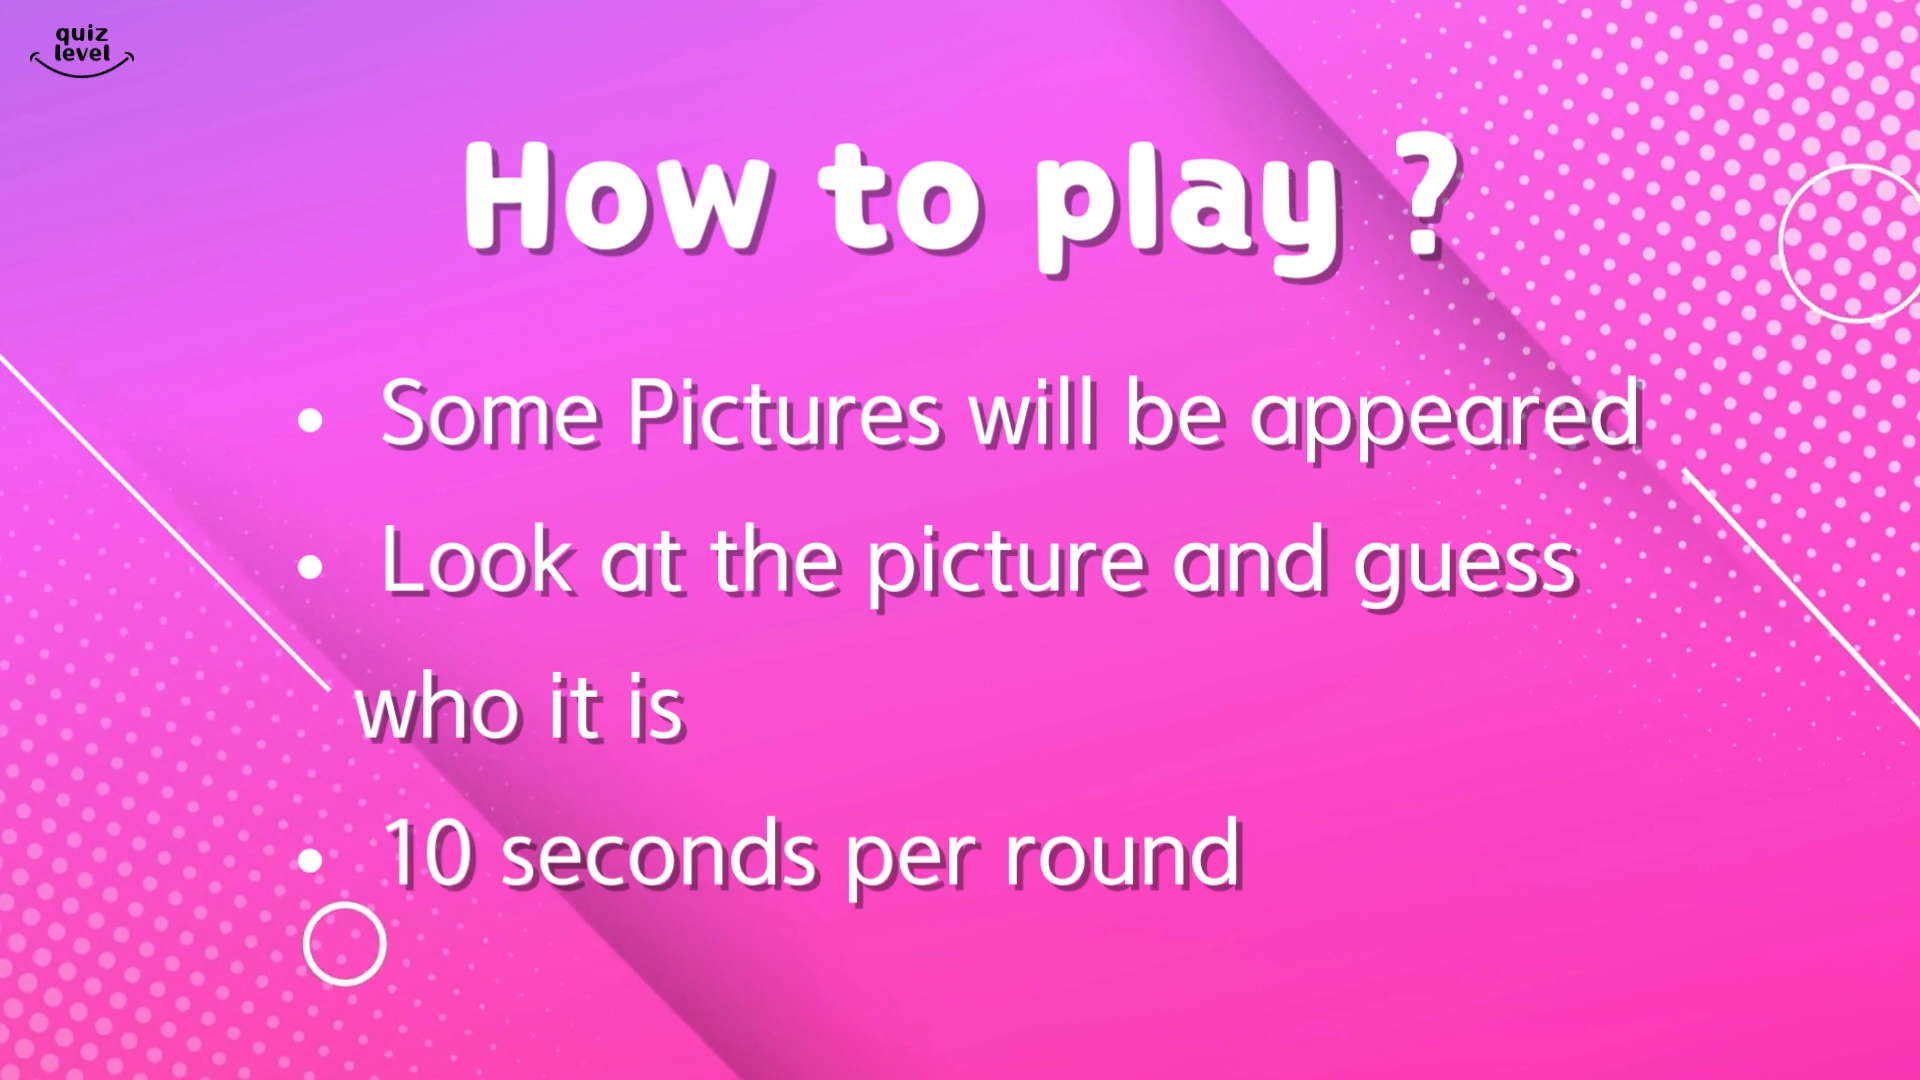 quiz
level
How to play ?
• Some Pictures will be appeared
• Look at the picture and guess
who it is
• 10 seconds per round